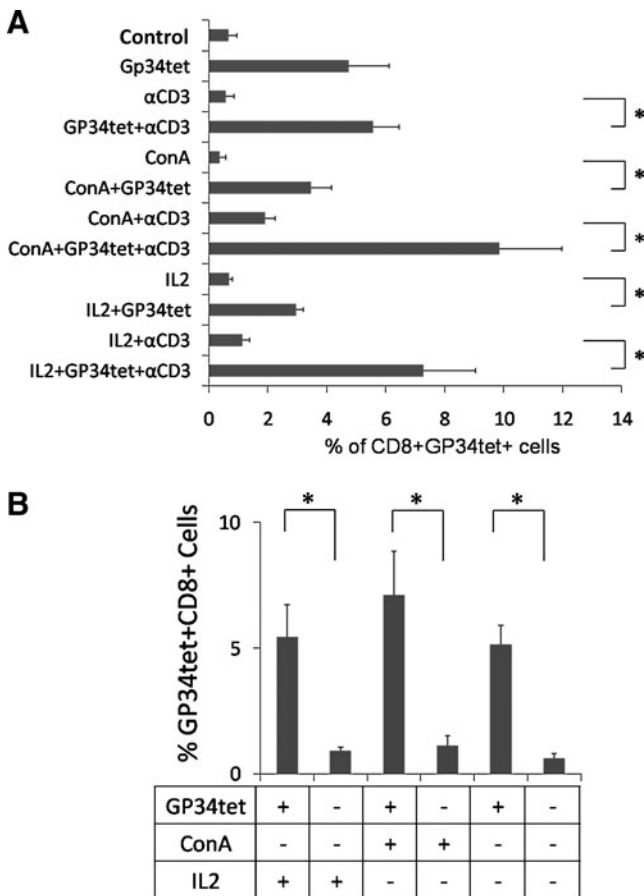 A
Control
Gp34tet
αCD3
GP34tet+αCD3
ConA
ConA+GP34tet
ConA+αCD3
ConA+GP34tet+αCD3
IL2
IL2+GP34tet
IL2+αCD3
IL2+GP34tet+αCD3
*
*
*
*
*
0 2 4 6 8 10 12 14
% of CD8+GP34tet+ cells
B
* * *
% GP34tet+CD8+ Cells
10
5
0
GP34tet + - + - + -
ConA - - + + - -
IL2 + + - - - -